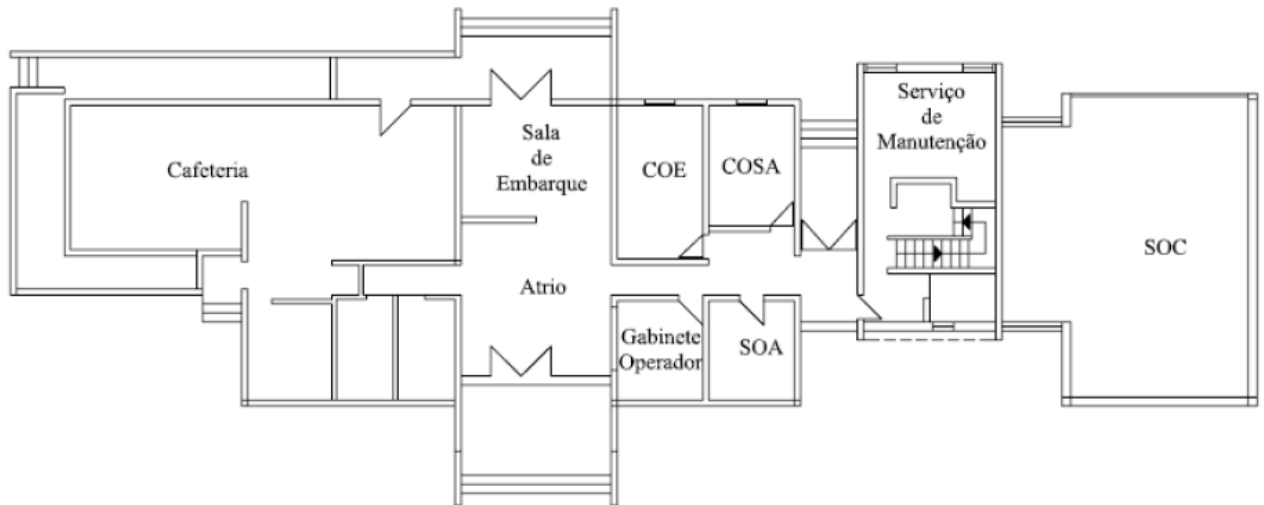 Cafeteria
Sala
de
Embarque
COE
COSA
Serviço
de
Manutenção
SOC
Atrio
Gabinete
Operador
SOA